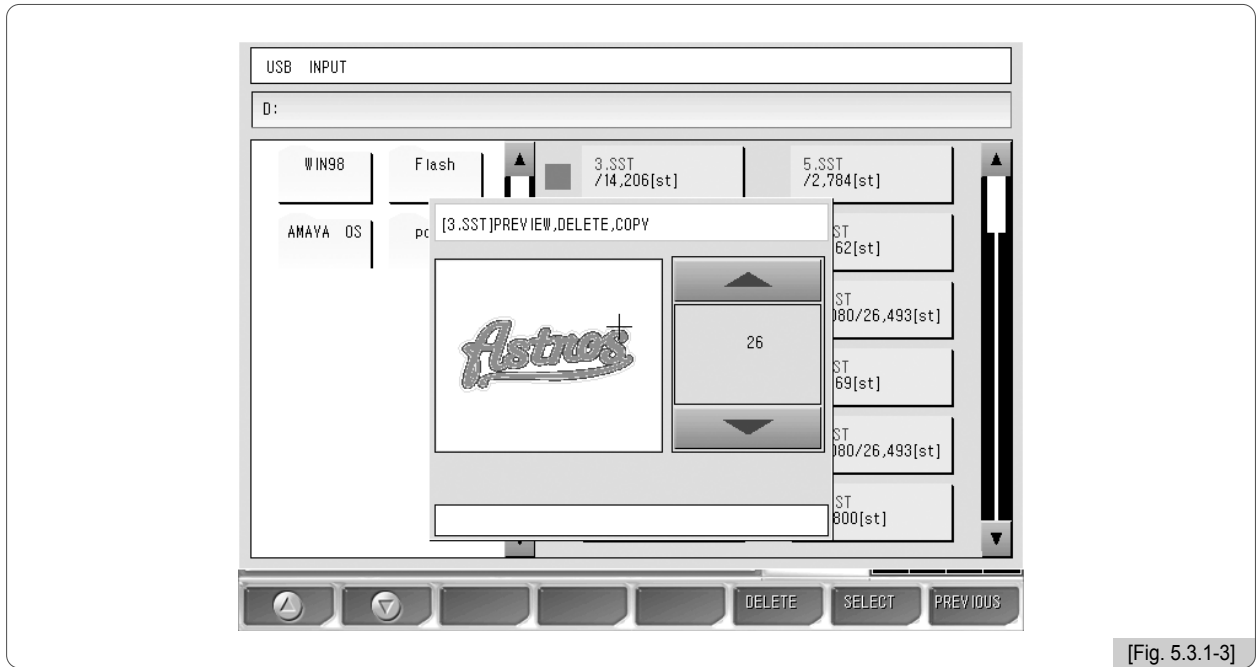 USB INPUT
D:
WIN98
Flash
3.SST
/14,206[st]
5.SST
/2,784[st]
AMAYA OS
po
[3.SST]PREVIEW,DELETE,COPY
ST
62[st]
Astros
26
ST
080/26,493[st]
ST
69[st]
ST
080/26,493[st]
ST
800[st]
DELETE
SELECT
PREVIOUS
[Fig. 5.3.1-3]